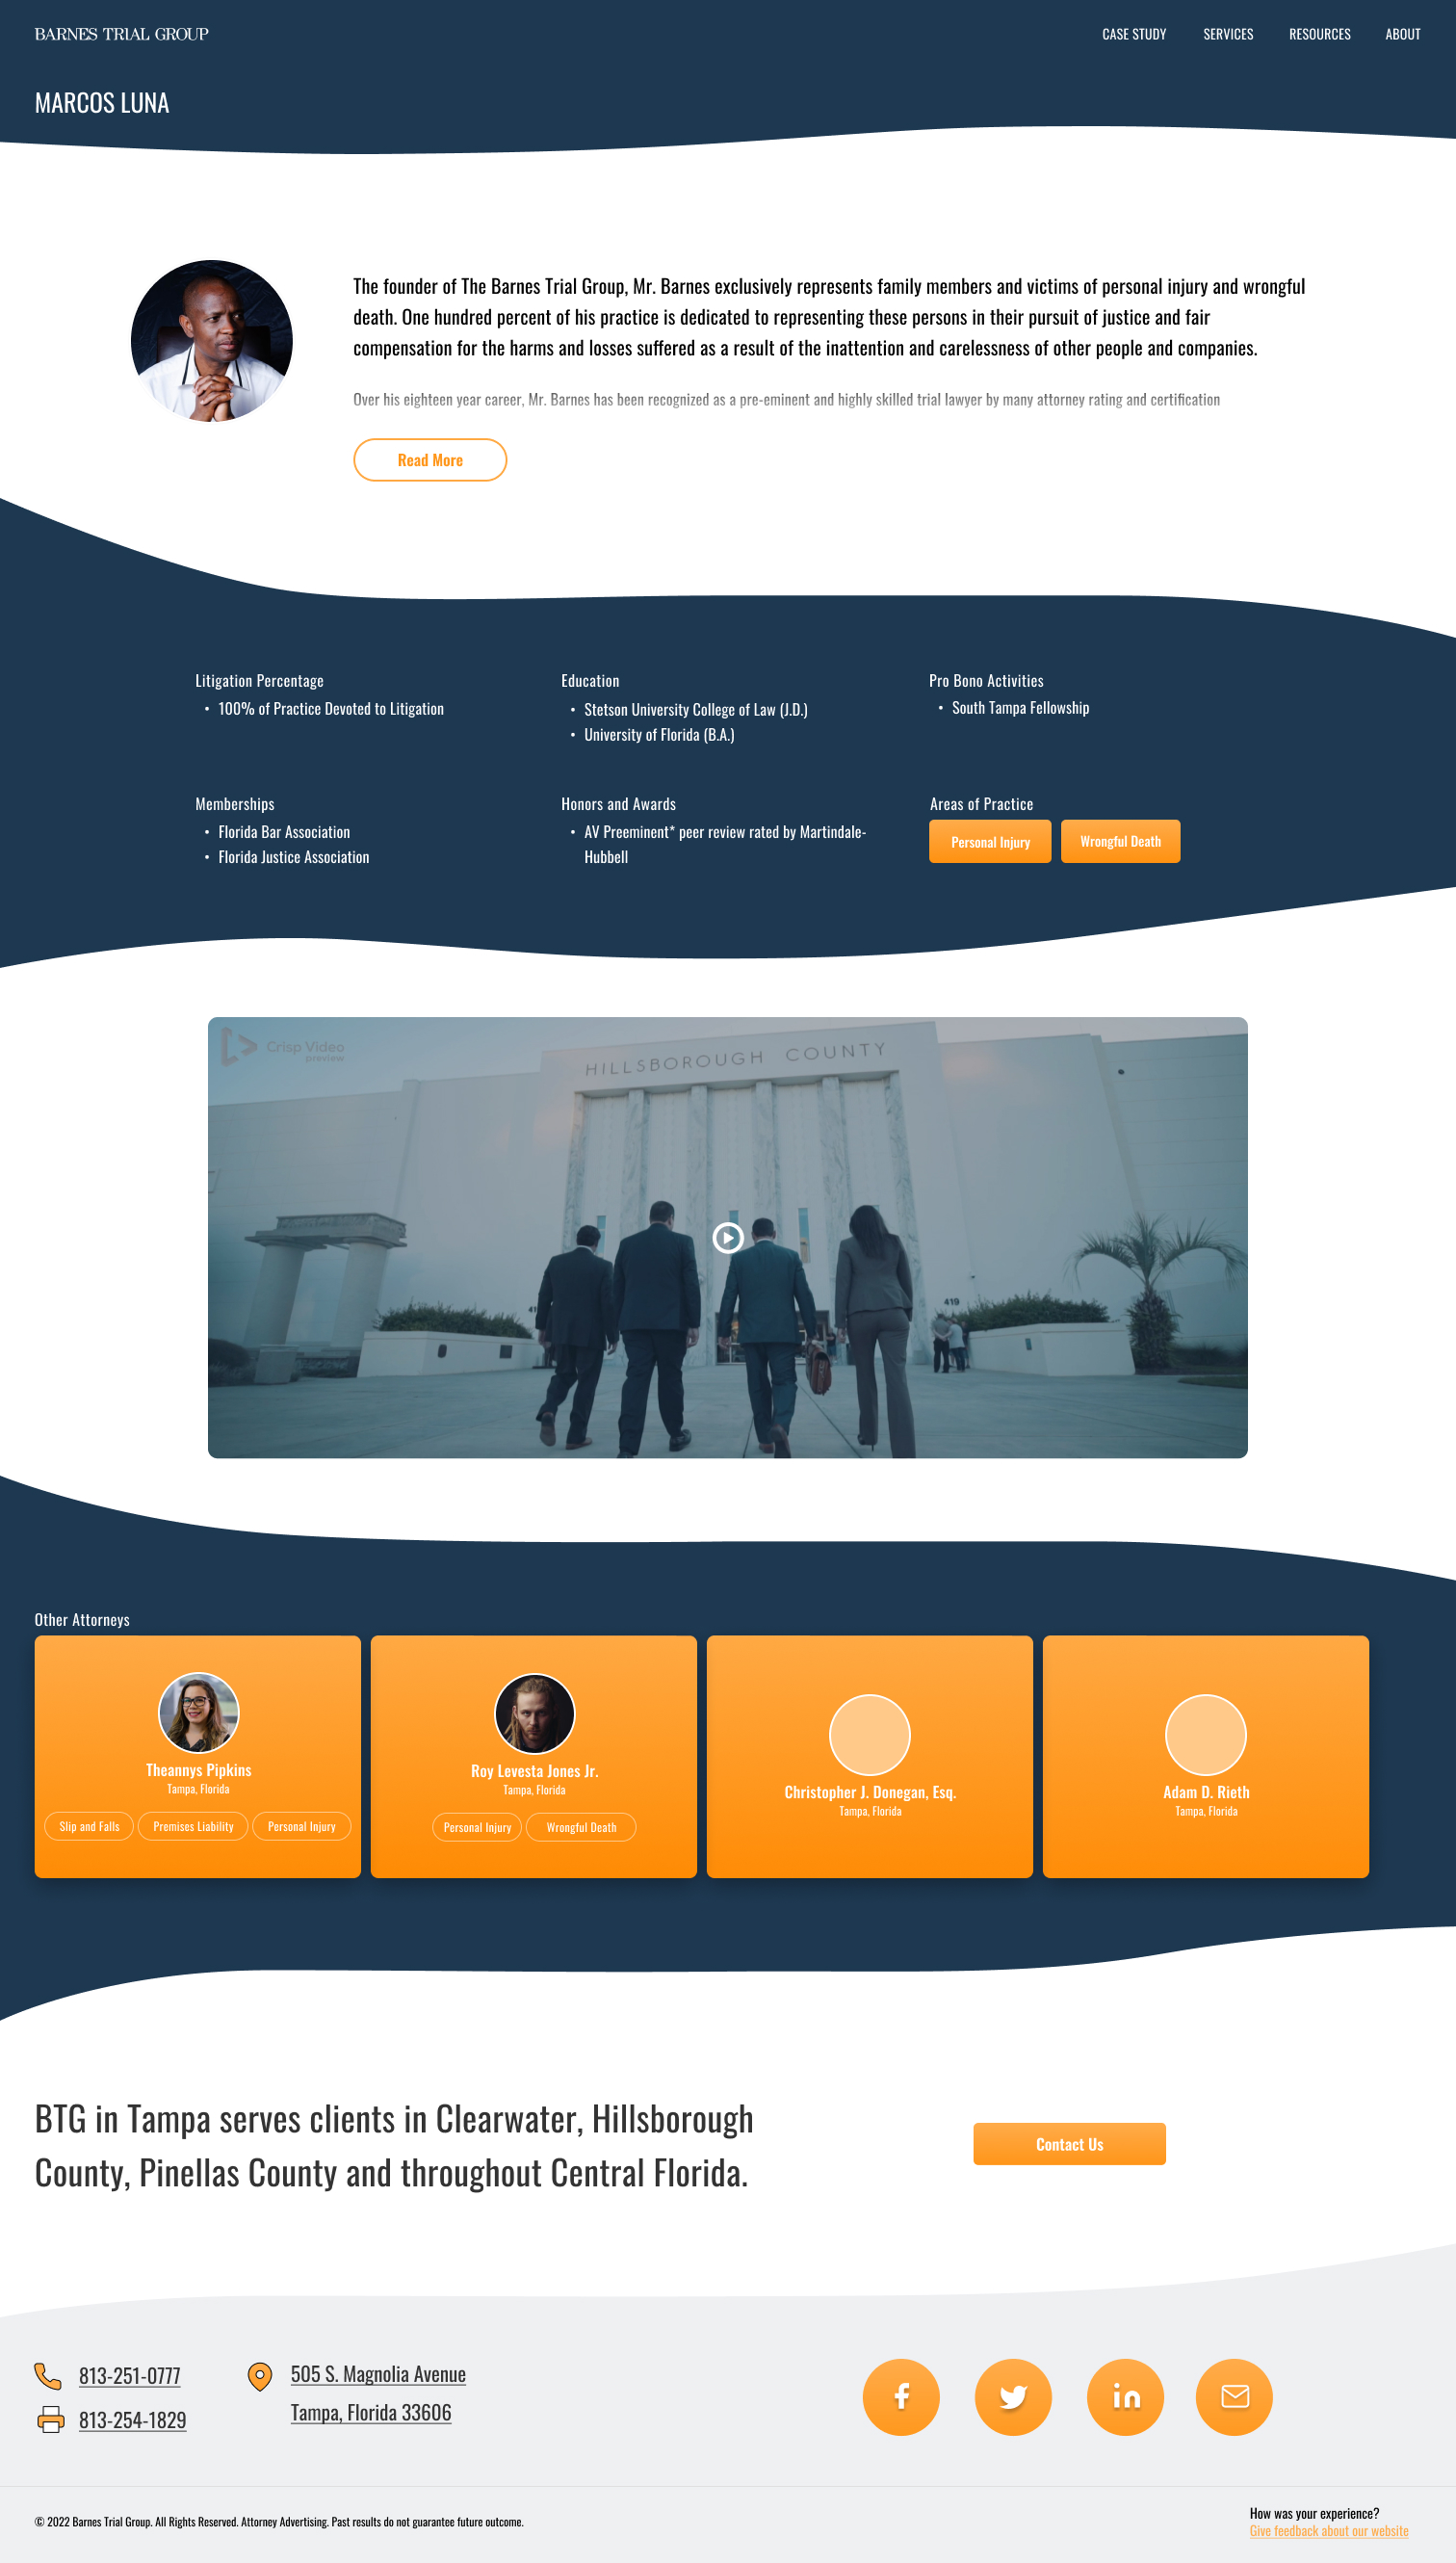 BARNES TRIAL GROUP
CASE STUDY SERVICES RESOURCES ABOUT
MARCOS LUNA
The founder of The Barnes Trial Group, Mr. Barnes exclusively represents family members and victims of personal injury and wrongful
death. One hundred percent of his practice is dedicated to representing these persons in their pursuit of justice and fair
compensation for the harms and losses suffered as a result of the inattention and carelessness of other people and companies.
Over his eighteen year career, Mr. Barnes has been recognized as a pre-eminent and highly skilled trial lawyer by many attorney rating and certification
Read More
Litigation Percentage
• 100% of Practice Devoted to Litigation
Education
• Stetson University College of Law (J.D.)
• University of Florida (B.A.)
Pro Bono Activities
• South Tampa Fellowship
Memberships
• Florida Bar Association
• Florida Justice Association
Honors and Awards
• AV Preeminent* peer review rated by Martindale-
Hubbell
Areas of Practice
Personal Injury Wrongful Death
Crisp Video
preview
HILLSBOROUGH COUNTY
419
419
Other Attorneys
Theannys Pipkins
Tampa, Florida
Slip and Falls Premises Liability Personal Injury
Roy Levesta Jones Jr.
Tampa, Florida
Personal Injury Wrongful Death
Christopher J. Donegan, Esq.
Tampa, Florida
Adam D. Rieth
Tampa, Florida
BTG in Tampa serves clients in Clearwater, Hillsborough
County, Pinellas County and throughout Central Florida.
Contact Us
813-251-0777
813-254-1829
505 S. Magnolia Avenue
Tampa, Florida 33606
© 2022 Barnes Trial Group. All Rights Reserved. Attorney Advertising. Past results do not guarantee future outcome.
How was your experience?
Give feedback about our website